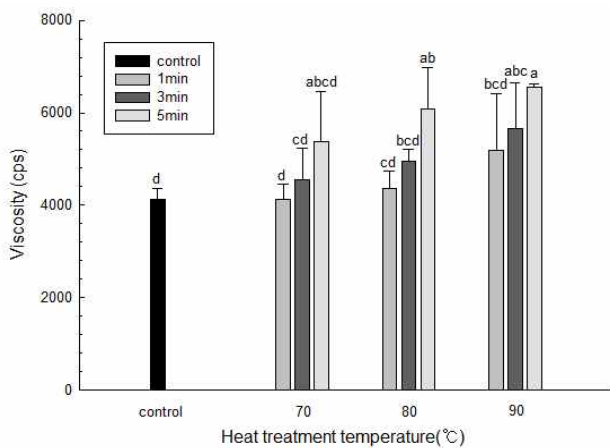 8000
6000
4000
2000
0
Viscosity (cps)
control
1min
3min
5min
d
d
cd
abcd
cd
bcd
ab
bcd
abc
a
control
70
80
90
Heat treatment temperature(℃)